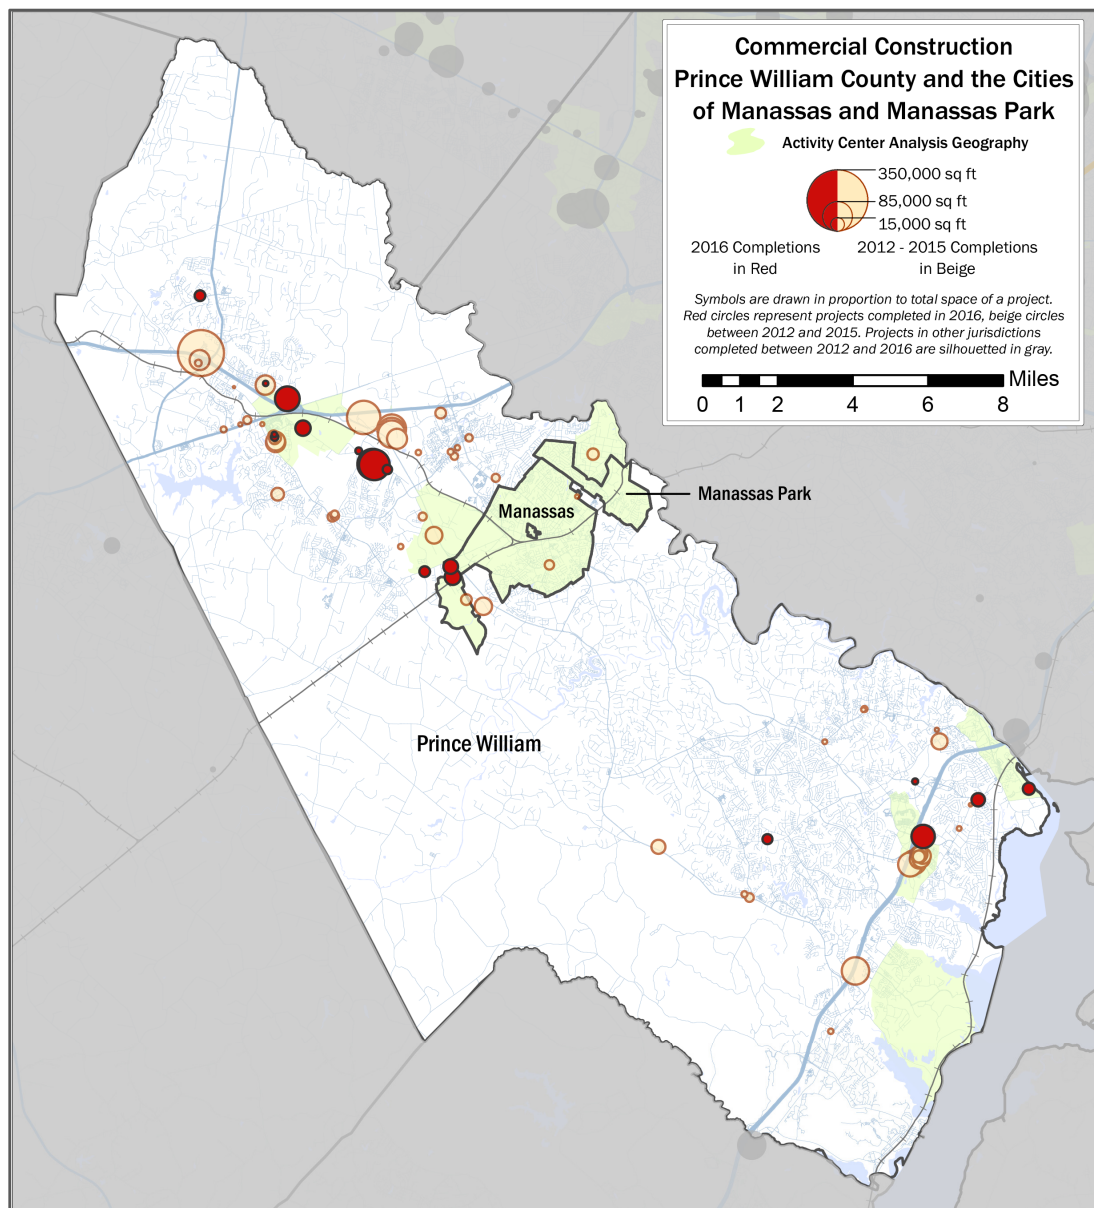 Commercial Construction
Prince William County and the Cities
of Manassas and Manassas Park
Activity Center Analysis Geography
350,000 sq ft
85,000 sq ft
15,000 sq ft
2016 Completions
in Red
2012 - 2015 Completions
in Beige
Symbols are drawn in proportion to total space of a project.
Red circles represent projects completed in 2016, beige circles
between 2012 and 2015. Projects in other jurisdictions
completed between 2012 and 2016 are silhouetted in gray.
Miles
0 1 2 4 6 8
Manassas Park
Manassas
Prince William